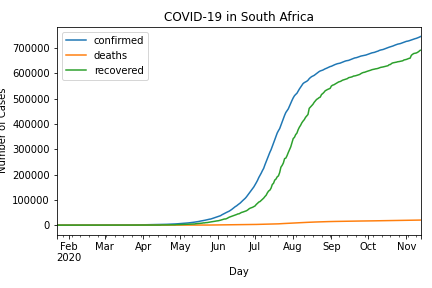 COVID-19 in South Africa
confirmed
deaths
recovered
700000
600000
500000
400000
300000
200000
100000
0
Number of Cases
Feb Mar Apr May Jun Jul Aug Sep Oct Nov
2020
Day